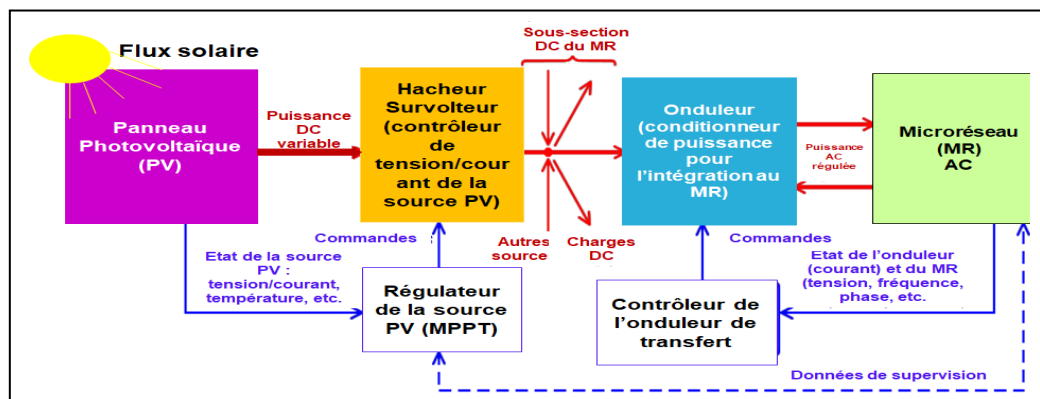 Flux solaire
Panneau
Photovoltaïque
(PV)
Puissance
DC
variable
Hacheur
Survolteur
(contrôleur
de
tension/cour
ant de la
source PV)
Sous-section
DC du MR
Autres
source
Charges
DC
Onduleur
(conditionneur
de puissance
pour
l'intégration au
MR)
Puissance
AC
régulée
Microréseau
(MR)
AC
Commandes
Etat de la source
PV :
tension/courant,
température, etc.
Régulateur
de la source
PV (MPPT)
Commandes
Contrôleur de
l'onduleur de
transfert
Etat de l'onduleur
(courant) et du MR
(tension, fréquence,
phase, etc.
Données de supervision